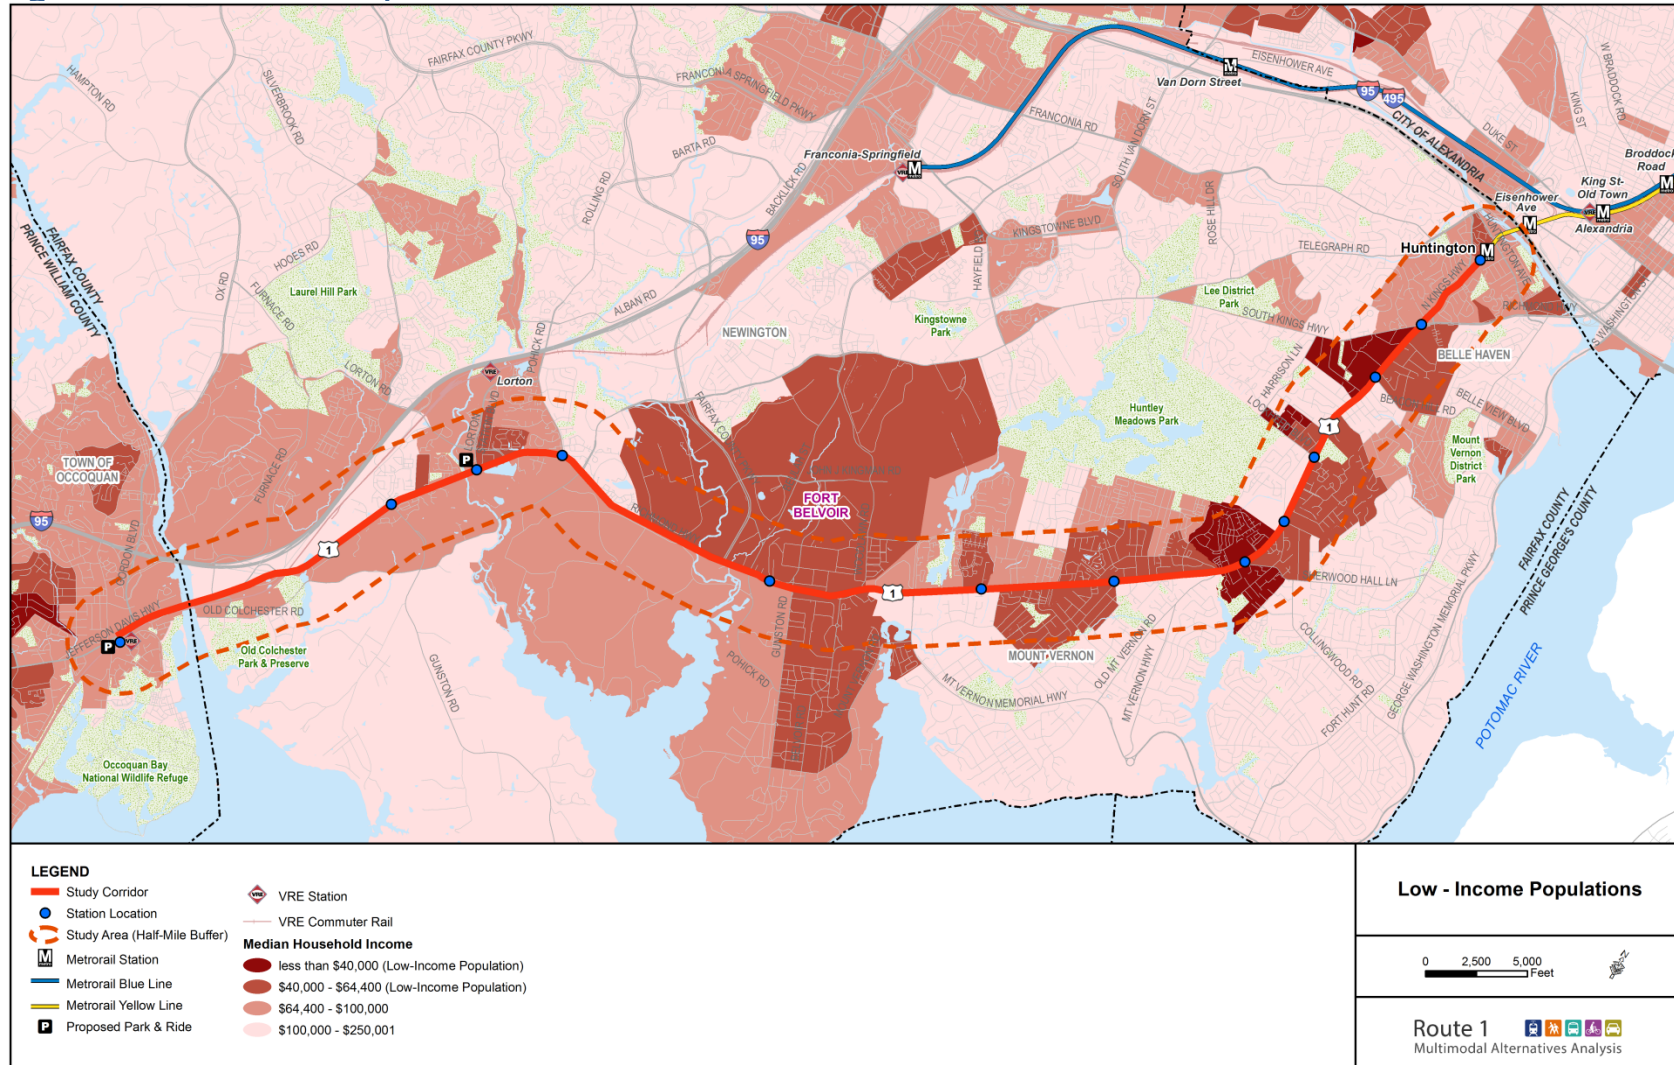 HAMPTON RD
SILVERBROOK RD
FAIRFAX COUNTY PKWY
FRANCONIA SPRINGFIELD PKWY
BARTA RD
ROLLING RD
BACKLICK RD
Franconia-Springfield
VRE
M
FRANCONIA RD
SOUTH VAN DORN ST
Van Dorn Street
M
EISENHOWER AVE
95
495
CITY OF ALEXANDRIA
DUKE ST
KING ST
W BRADDOCK RD
Broddock
Road
M
King St-
Old Town
VRE
M
Alexandria
Eisenhower
Ave
M
Huntington
M
HUNTINGTON AVE
TELEGRAPH RD
N KINGS HWY
S WASHINGTON ST
ROSE HILL DR
KINGSTOWNE BLVD
Lee District
Park
SOUTH KINGS HWY
HARRISON LN
BELLE HAVEN
BELLE VIEW BLVD
Mount
Vernon
District
Park
FAIRFAX COUNTY
PRINCE WILLIAM COUNTY
OX RD
HOOES RD
FURNACE RD
Laurel Hill Park
LORTON RD
95
ALBAN RD
POHICK RD
NEWINGTON
Kingstowne
Park
Huntley
Meadows Park
1
VRE
Lorton
P
TOWN OF
OCCOQUAN
95
GORDON BLVD
FURNACE RD
1
FORT
BELVOIR
1
GUNSTON RD
OLD COLCHESTER RD
JEFFERSON DAVIS HWY
P
VRE
Old Colchester
Park & Preserve
GUNSTON RD
POHICK RD
MOUNT VERNON
MT VERNON MEMORIAL HWY
OLD MT VERNON RD
MT VERNON HWY
COLLINGWOOD RD
FORT HUNT RD
GEORGE WASHINGTON MEMORIAL PKWY
FAIRFAX COUNTY
PRINCE GEORGE'S COUNTY
POTOMAC RIVER
Occoquan Bay
National Wildlife Refuge
LEGEND
Study Corridor
Station Location
Study Area (Half-Mile Buffer)
M Metrorail Station
Metrorail Blue Line
Metrorail Yellow Line
P Proposed Park & Ride
VRE VRE Station
VRE Commuter Rail
Median Household Income
less than $40,000 (Low-Income Population)
$40,000 - $64,400 (Low-Income Population)
$64,400 - $100,000
$100,000 - $250,001
Low - Income Populations
0 2,500 5,000
Feet
N
Route 1
Multimodal Alternatives Analysis